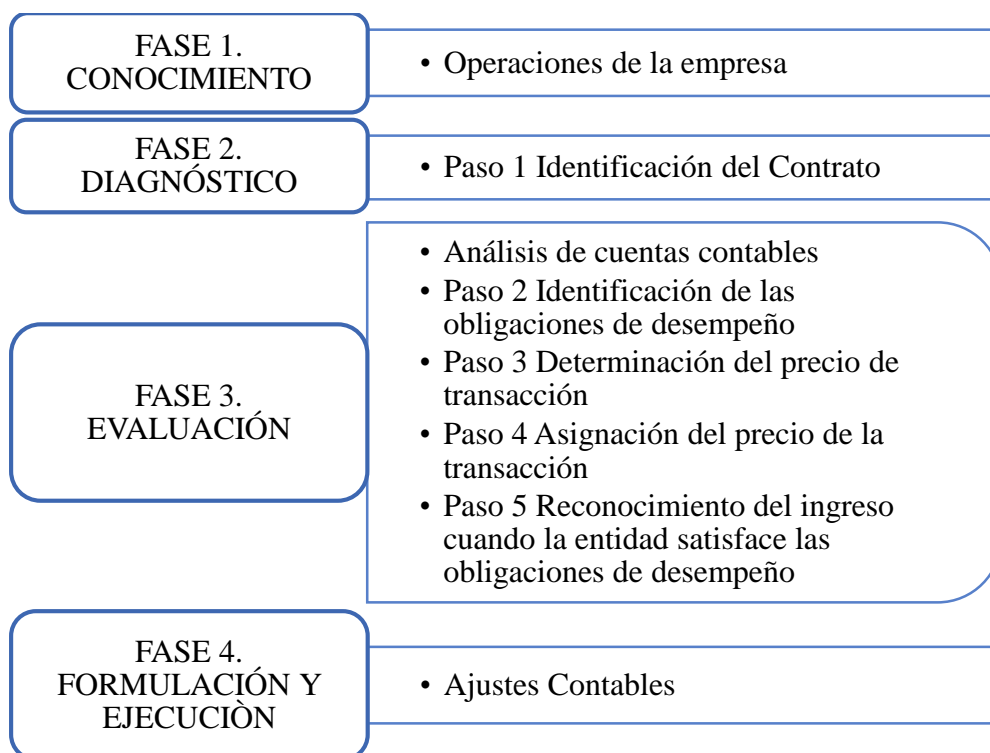 FASE 1.
CONOCIMIENTO
• Operaciones de la empresa
FASE 2.
DIAGNÓSTICO
• Paso 1 Identificación del Contrato
FASE 3.
EVALUACIÓN
• Análisis de cuentas contables
• Paso 2 Identificación de las
obligaciones de desempeño
• Paso 3 Determinación del precio de
transacción
• Paso 4 Asignación del precio de la
transacción
• Paso 5 Reconocimiento del ingreso
cuando la entidad satisface las
obligaciones de desempeño
FASE 4.
FORMULACIÓN Y
EJECUCIÒN
• Ajustes Contables